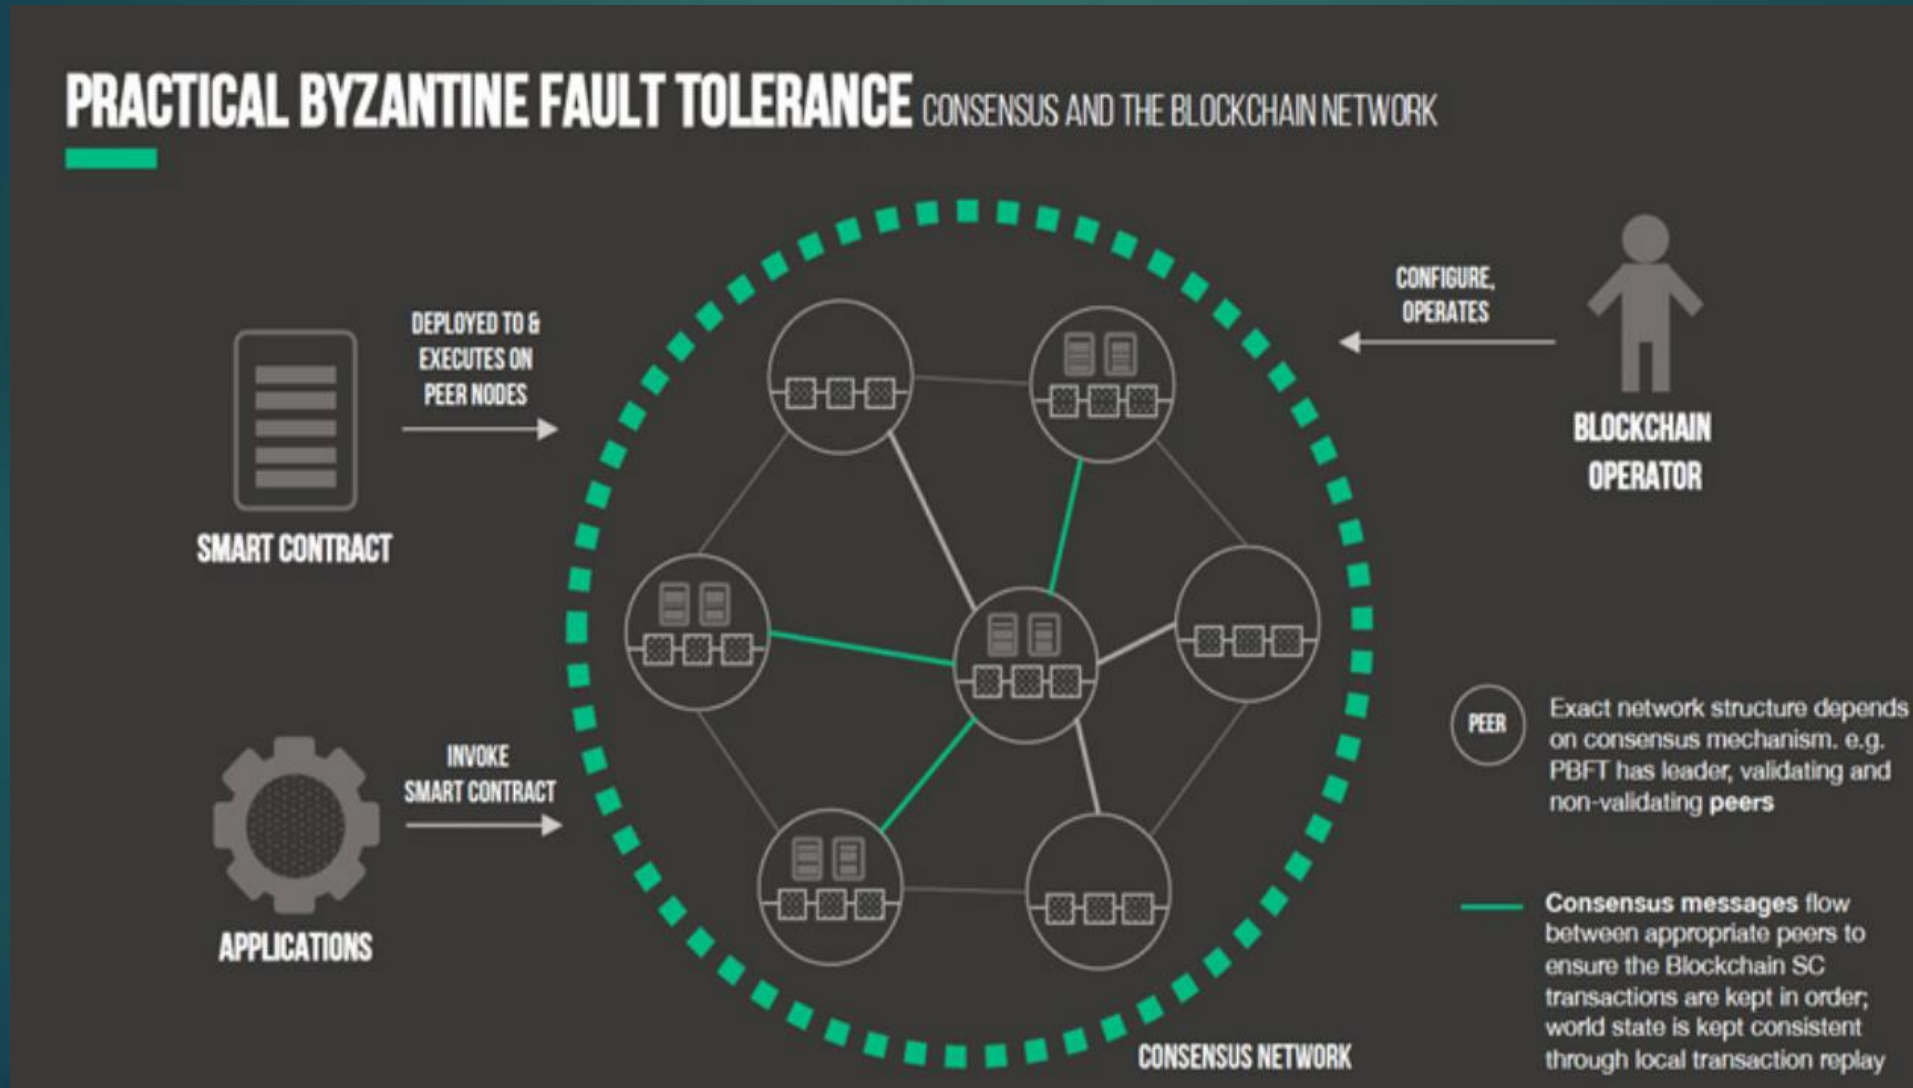 PRACTICAL BYZANTINE FAULT TOLERANCE CONSENSUS AND THE BLOCKCHAIN NETWORK
DEPLOYED TO &
EXECUTES ON
PEER NODES
SMART CONTRACT
CONFIGURE,
OPERATES
BLOCKCHAIN
OPERATOR
INVOKE
SMART CONTRACT
APPLICATIONS
PEER
Exact network structure depends
on consensus mechanism. e.g.
PBFT has leader, validating and
non-validating peers
Consensus messages flow
between appropriate peers to
ensure the Blockchain SC
transactions are kept in order;
world state is kept consistent
through local transaction replay
CONSENSUS NETWORK